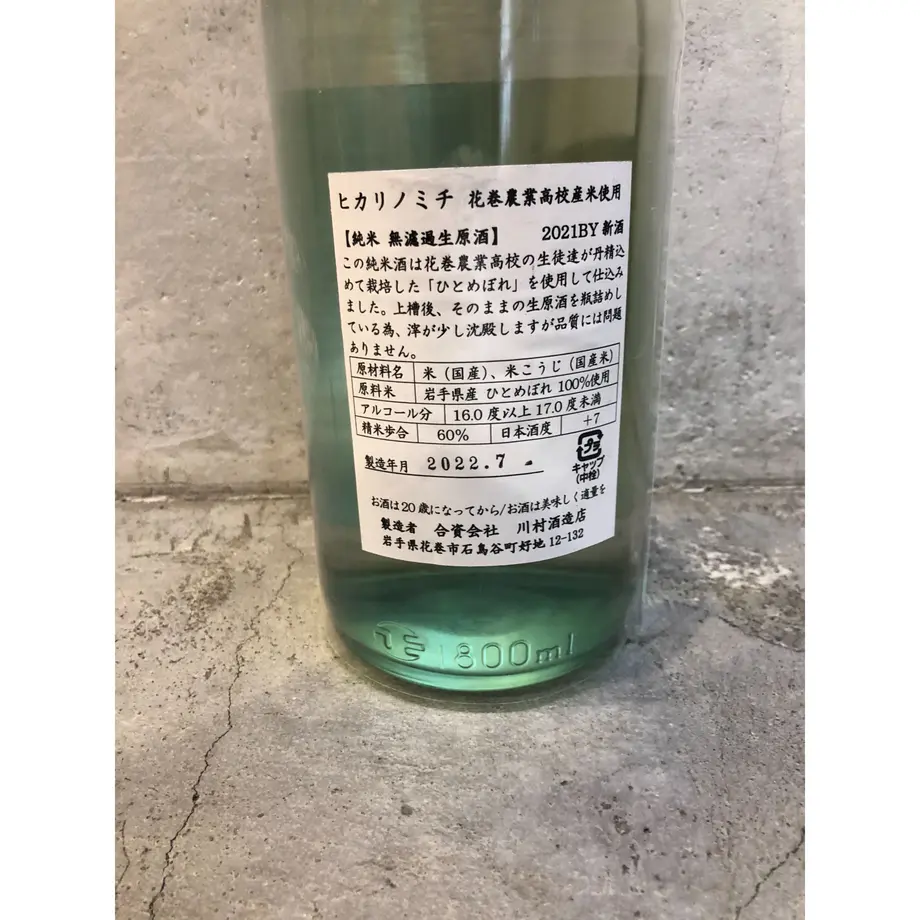 ヒカリノミチ 花巻農業高校産米使用
【純米 無濾過生原酒】 2021BY 新酒
この純米酒は花巻農業高校の生徒達が丹精込
めて栽培した「ひとめぼれ」を使用して仕込み
ました。上槽後、そのままの生原酒を瓶詰めし
ている為、滓が少し沈殿しますが品質には問題
ありません。
原材料名 米(国産)、米こうじ(国産米)
原料米 岩手県産 ひとめぼれ 100%使用
アルコール分 16.0度以上17.0度未満
精米歩合 60% 日本酒度 +7
製造年月 2022.7
キャップ
(中栓)
お酒は20歳になってから/お酒は美味しく適量を
製造者 合資会社 川村酒造店
岩手県花巻市石鳥谷町好地 12-132
1800ml